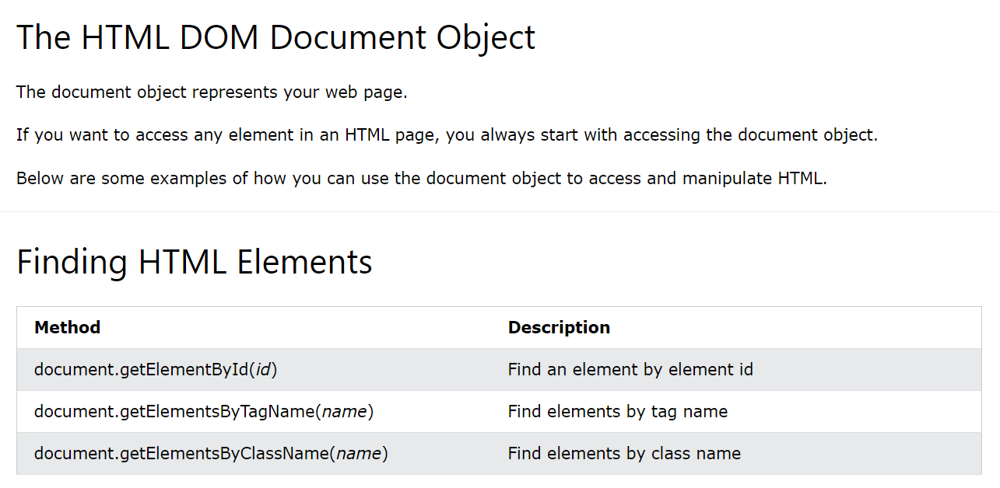 The HTML DOM Document Object
The document object represents your web page.
If you want to access any element in an HTML page, you always start with accessing the document object.
Below are some examples of how you can use the document object to access and manipulate HTML.
Finding HTML Elements
Method Description
document.getElementById(id) Find an element by element id
document.getElementsByTagName(name) Find elements by tag name
document.getElementsByClassName(name) Find elements by class name